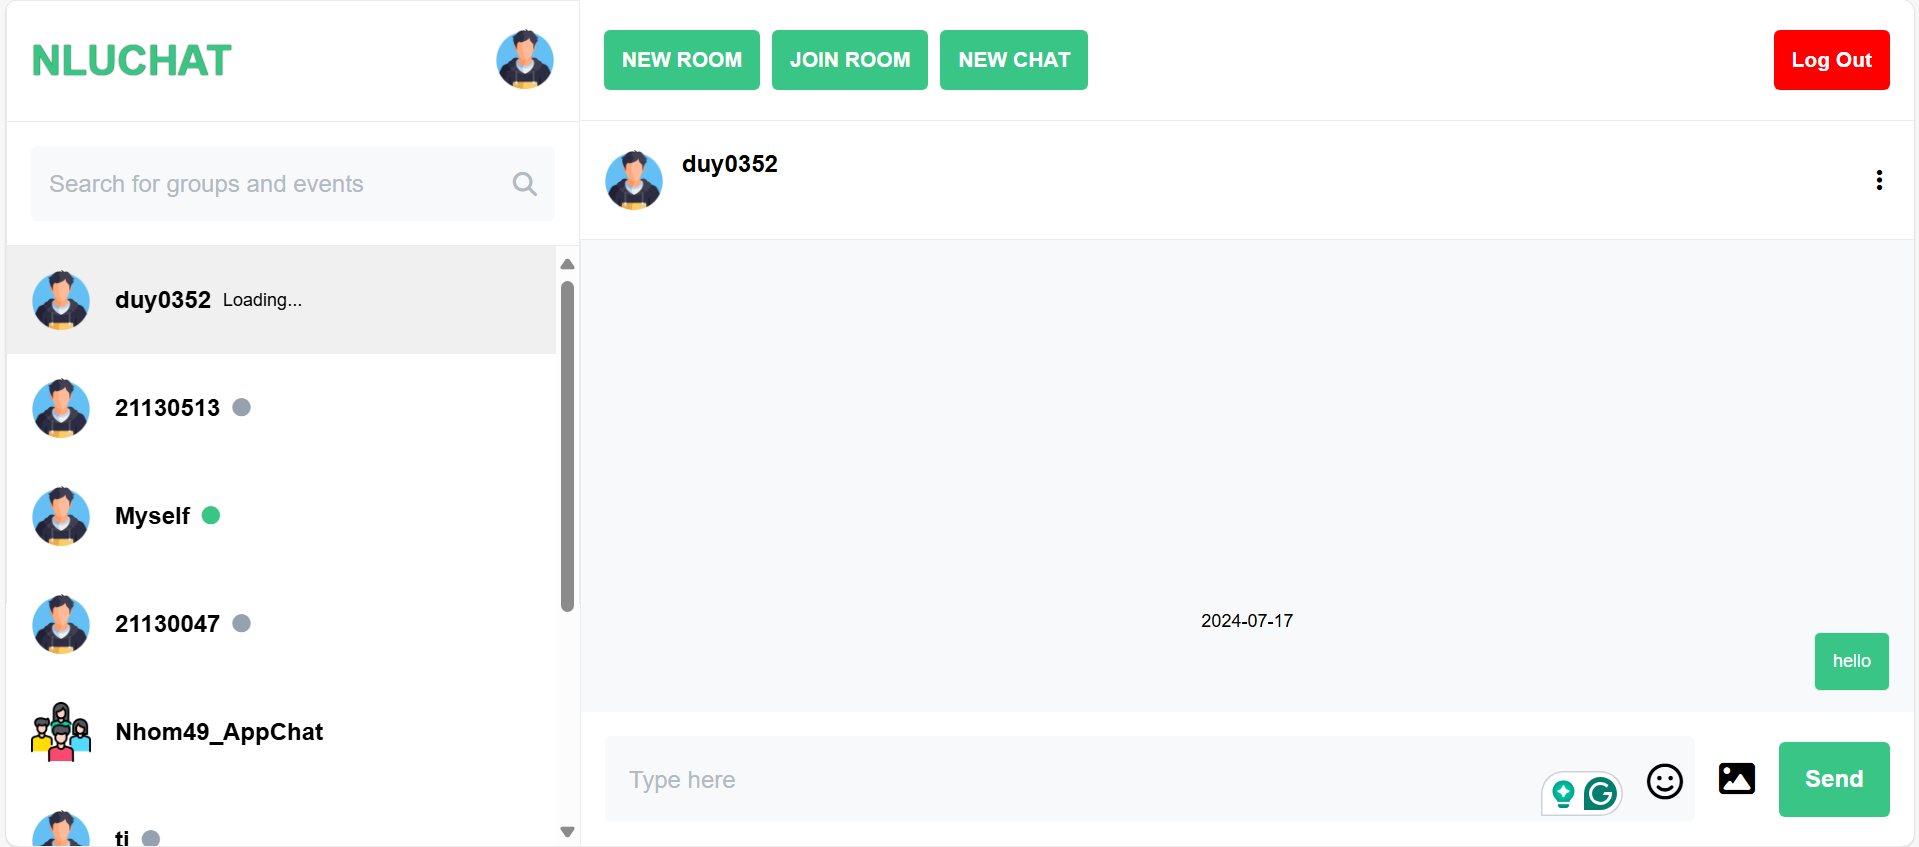 NLUCHAT
NEW ROOM
JOIN ROOM
NEW CHAT
Log Out
Search for groups and events
duy0352 Loading...
21130513
Myself
21130047
Nhom49_AppChat
ti
duy0352
2024-07-17
hello
Type here
Send